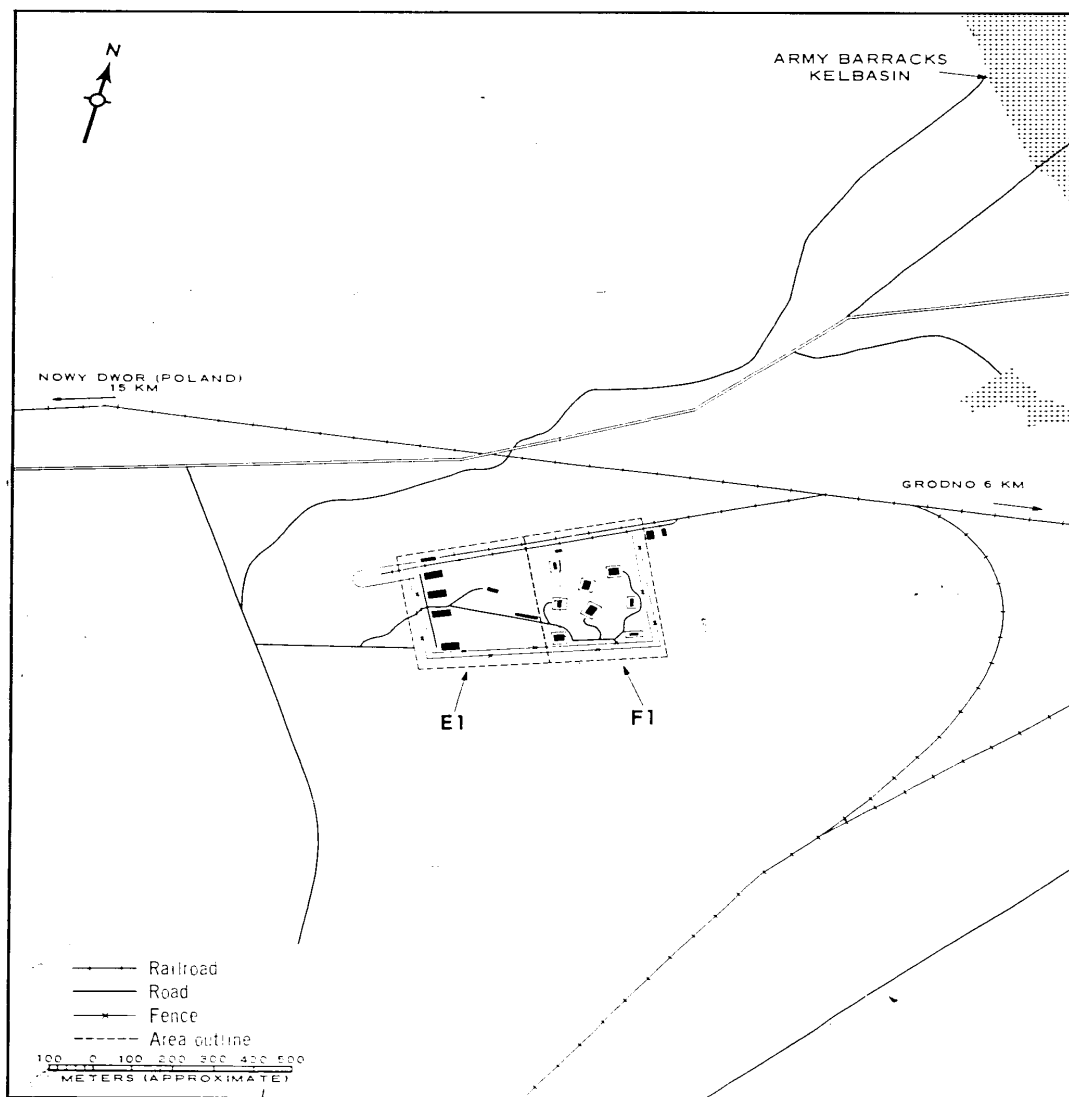 N
ARMY BARRACKS
KELBASIN
NOWY DWOR (POLAND)
15 KM
GRODNO 6 KM
E1
F1
Railroad
Road
Fence
Area outline
100 0 100 200 300 400 500
METERS (APPROXIMATE)